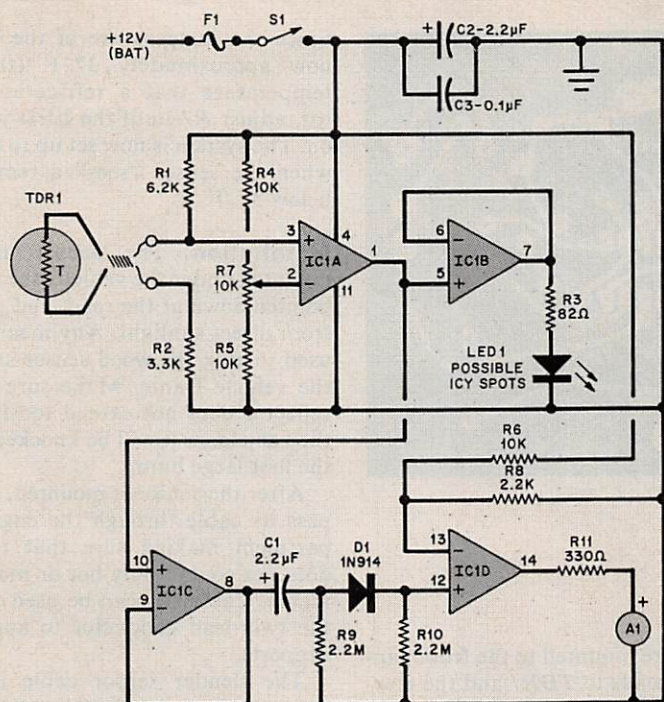 +12V
(BAT)
F1
S1
C2–2.2µF
C3–0.1µF
R1
6.2K
R4
10K
TDR1
T
3
+
4
IC1A
1
2
–
11
R7
10K
6
–
IC1B
7
5
+
R3
82Ω
R2
3.3K
R5
10K
LED1
POSSIBLE
ICY SPOTS
R6
10K
R8
2.2K
10
+
IC1C
8
9
–
C1
2.2µF
+
D1
1N914
13
–
IC1D
14
12
+
R11
330Ω
R9
2.2M
R10
2.2M
+
A1